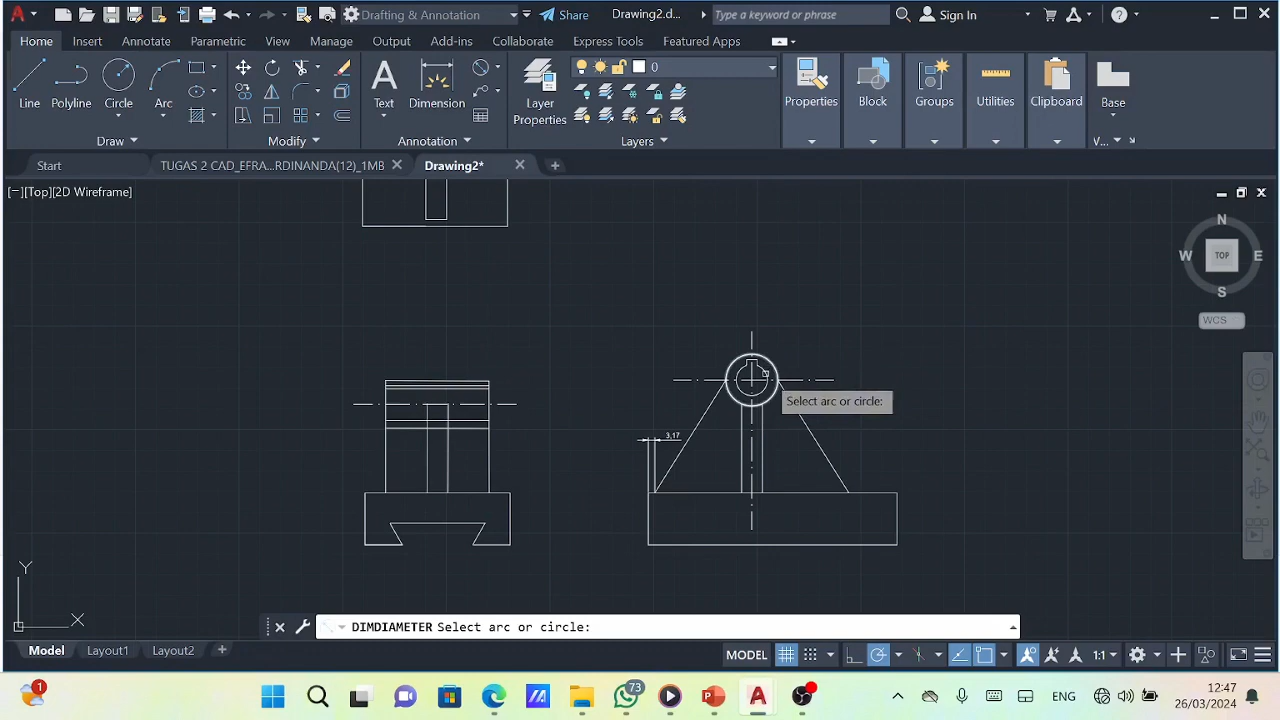 A Drafting & Annotation Share Drawing2.d... Type a keyword or phrase Sign In ?
Home Insert Annotate Parametric View Manage Output Add-ins Collaborate Express Tools Featured Apps
Line Polyline Circle Arc Text Dimension Layer Properties 0 Properties Block Groups Utilities Clipboard Base
Draw Modify Annotation Layers V...
Start TUGAS 2 CAD_EFRA...RDINANDA(12)_1MB Drawing2*
[−][Top][2D Wireframe]
N
W TOP E
S
WCS
Select arc or circle:
3,17
Y
X
DIMDIAMETER Select arc or circle:
Model Layout1 Layout2 + MODEL 1:1
1 73 A ENG 12:47
26/03/2024